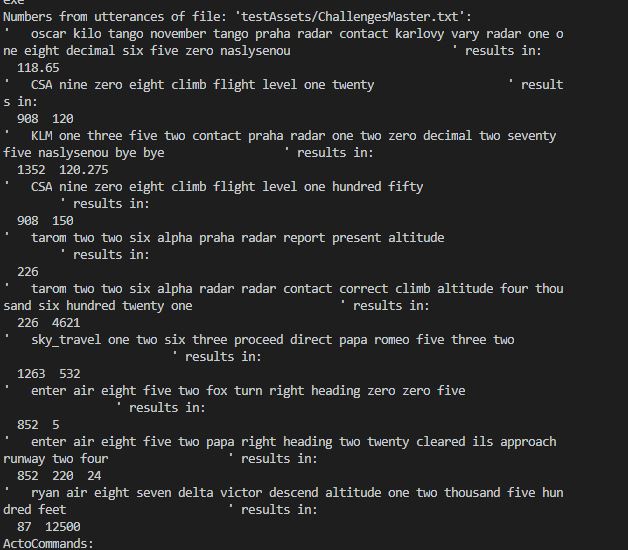 exe
Numbers from utterances of file: 'testAssets/ChallengesMaster.txt':
'   oscar kilo tango november tango praha radar contact karlovy vary radar one o
ne eight decimal six five zero naslysenou                        ' results in:
  118.65
'   CSA nine zero eight climb flight level one twenty                    ' result
s in:
  908  120
'   KLM one three five two contact praha radar one two zero decimal two seventy
five naslysenou bye bye                 ' results in:
  1352  120.275
'   CSA nine zero eight climb flight level one hundred fifty
        ' results in:
  908  150
'   tarom two two six alpha praha radar report present altitude
        ' results in:
  226
'   tarom two two six alpha radar radar contact correct climb altitude four thou
sand six hundred twenty one                     ' results in:
  226  4621
'   sky_travel one two six three proceed direct papa romeo five three two
                        ' results in:
  1263  532
'   enter air eight five two fox turn right heading zero zero five
                ' results in:
  852  5
'   enter air eight five two papa right heading two twenty cleared ils approach
runway two four                 ' results in:
  852  220  24
'   ryan air eight seven delta victor descend altitude one two thousand five hun
dred feet                       ' results in:
  87  12500
ActoCommands: